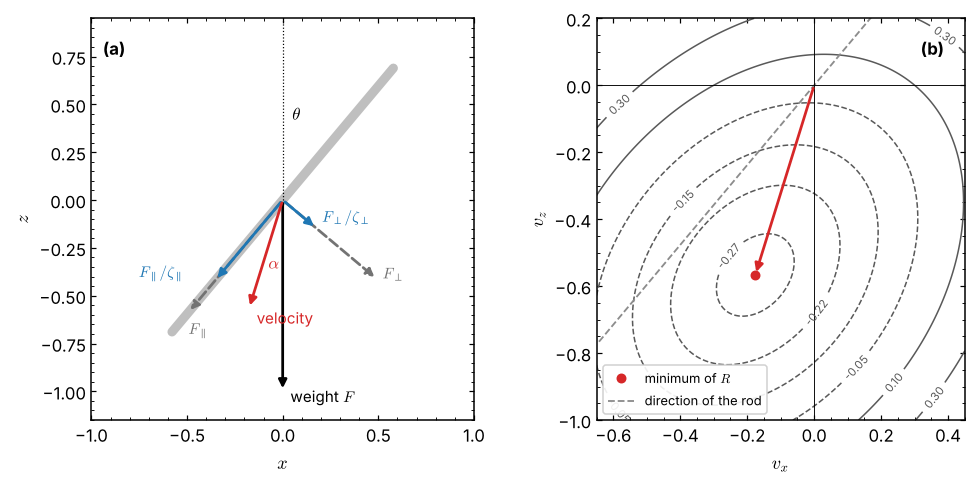 (a)
0.75
0.50
0.25
0.00
−0.25
−0.50
−0.75
−1.00
z
θ
F⊥/ζ⊥
F∥/ζ∥
α
F⊥
F∥
velocity
weight F
−1.0
−0.5
0.0
0.5
1.0
x
(b)
0.2
0.0
−0.2
−0.4
−0.6
−0.8
−1.0
v_z
0.30
0.30
-0.15
-0.27
-0.22
-0.05
0.10
0.30
minimum of R
direction of the rod
−0.6
−0.4
−0.2
0.0
0.2
0.4
v_x